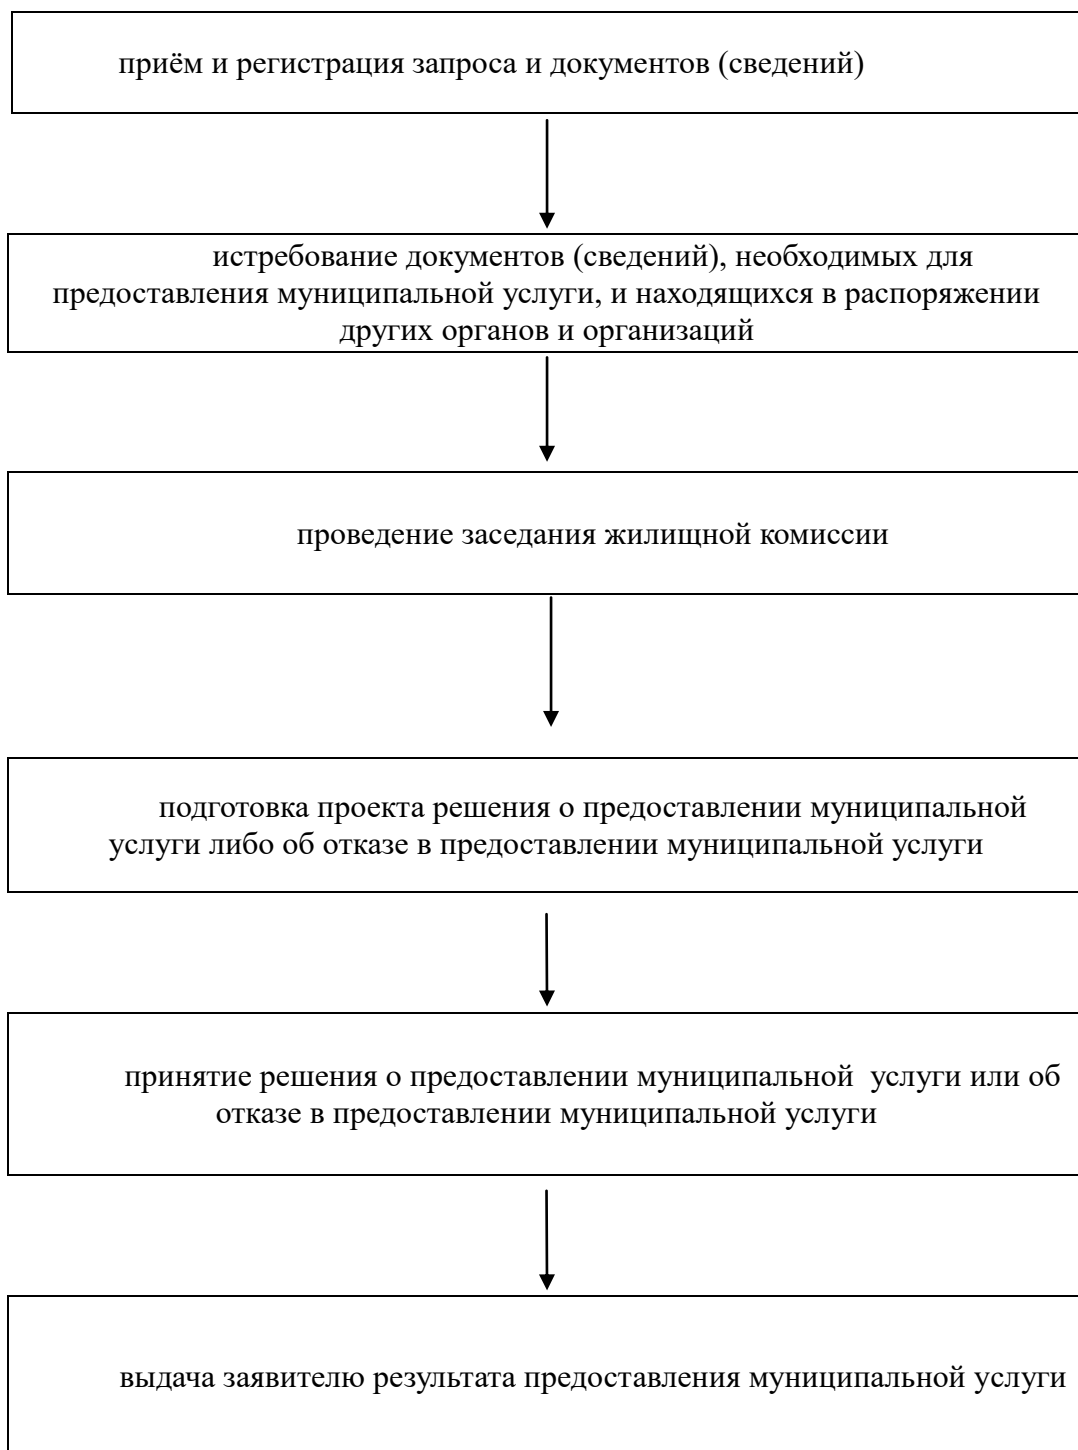 приём и регистрация запроса и документов (сведений)
истребование документов (сведений), необходимых для
предоставления муниципальной услуги, и находящихся в распоряжении
других органов и организаций
проведение заседания жилищной комиссии
подготовка проекта решения о предоставлении муниципальной
услуги либо об отказе в предоставлении муниципальной услуги
принятие решения о предоставлении муниципальной  услуги или об
отказе в предоставлении муниципальной услуги
выдача заявителю результата предоставления муниципальной услуги